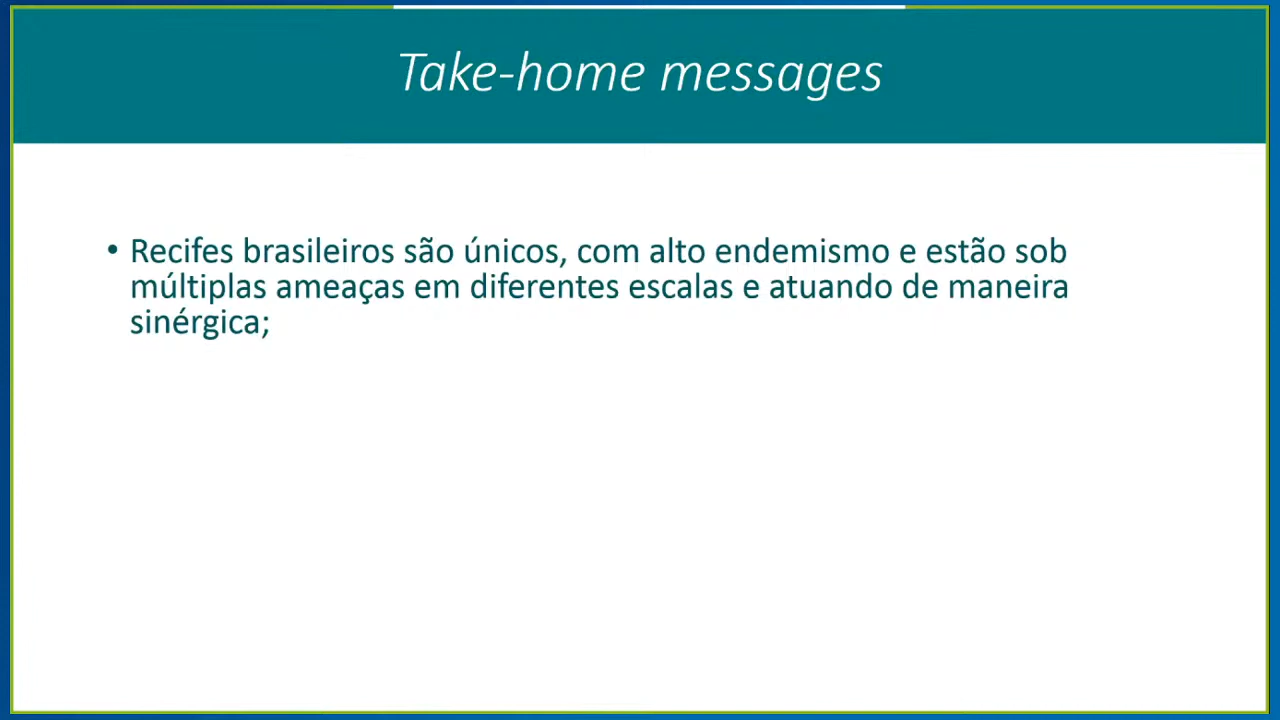 Take-home messages
• Recifes brasileiros são únicos, com alto endemismo e estão sob
múltiplas ameaças em diferentes escalas e atuando de maneira
sinérgica;